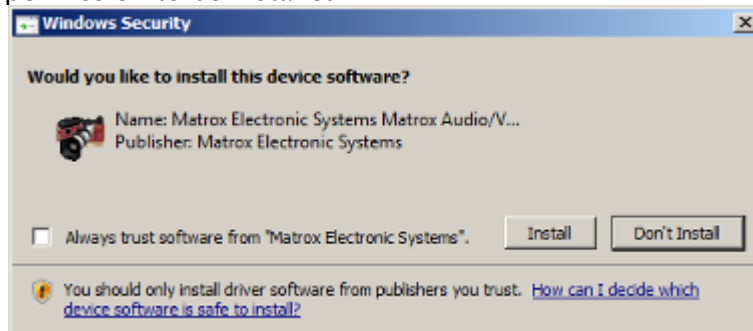 Windows Security
Would you like to install this device software?
Name: Matrox Electronic Systems Matrox Audio/V...
Publisher: Matrox Electronic Systems
Always trust software from "Matrox Electronic Systems".
Install
Don't Install
You should only install driver software from publishers you trust. How can I decide which
device software is safe to install?